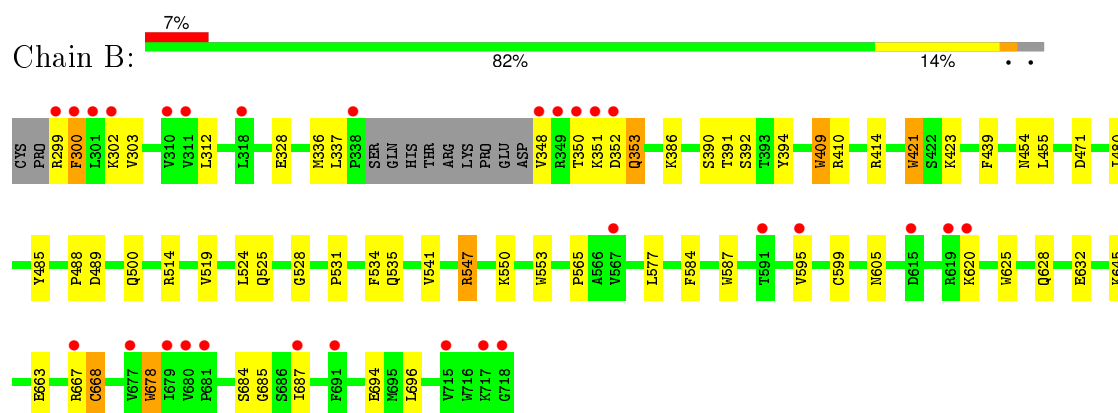 7%
Chain B:
82% 14% • •
CYS PRO R299 F300 L301 K302 V303 V310 V311 L312 L318 E328 M336 L337 P338 SER GLN HIS THR ARG LYS PRO GLU ASP V348 R349 T350 K351 D352 Q353 K386 S390 T391 S392 T393 Y394 W409 R410 R414 W421 S422 K423 F439 N454 L455 D471
Y485 P488 D489 Q500 R514 V519 L524 Q525 G528 P531 F534 Q535 V541 R547 K550 W553 P565 A566 V567 L577 F584 W587 T591 V595 C599 N605 D615 R619 K620 W625 Q628 E632 K645
E663 R667 C668 V677 W678 I679 V680 P681 S684 G685 S686 I687 F691 E694 M695 L696 V715 W716 K717 G718